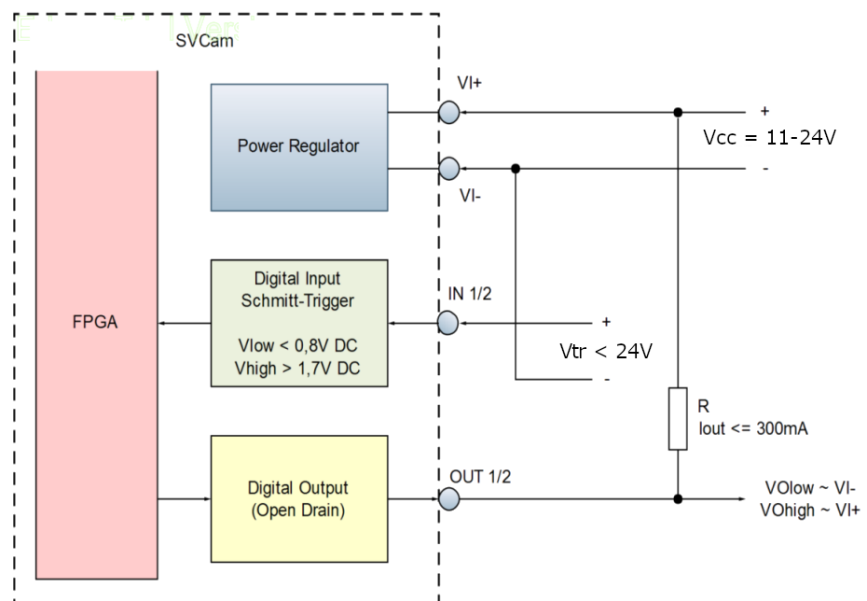 SVCam
VI+
+
Power Regulator
Vcc = 11-24V
-
VI-
Digital Input
Schmitt-Trigger
Vlow < 0,8V DC
Vhigh > 1,7V DC
IN 1/2
FPGA
+
Vtr < 24V
-
R
Iout <= 300mA
OUT 1/2
Digital Output
(Open Drain)
VOlow ~ VI-
VOhigh ~ VI+